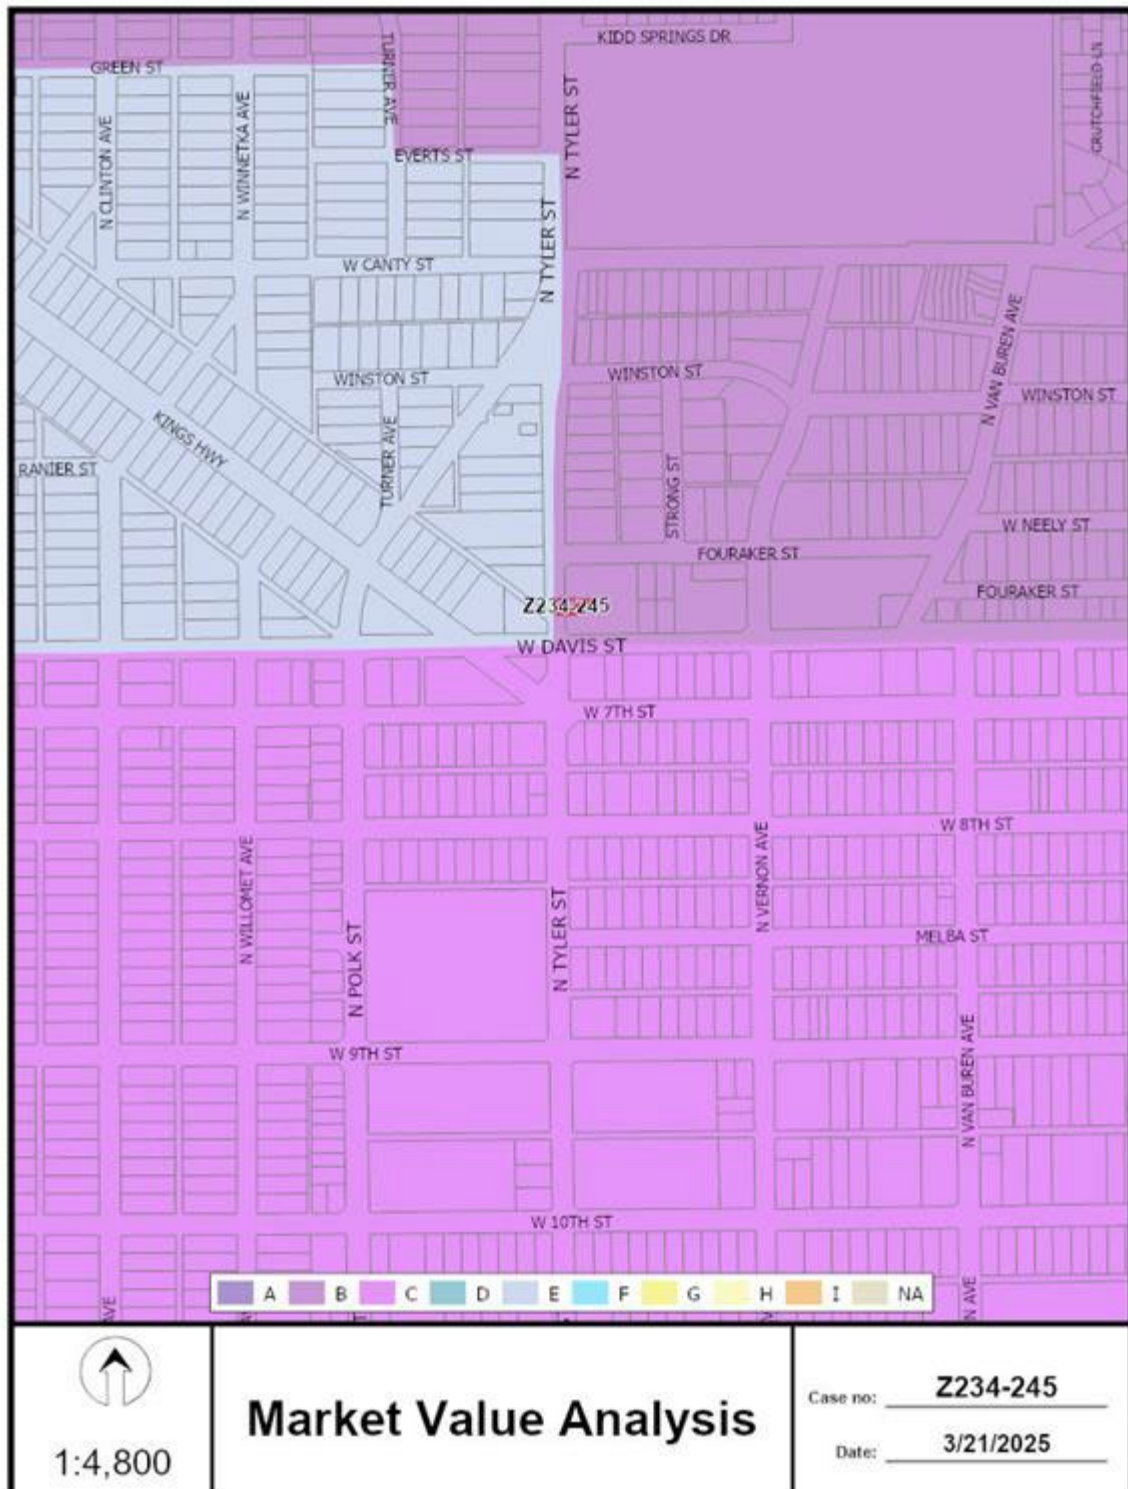 KIDD SPRINGS DR
GREEN ST
TURNER AVE
CRUTCHFIELD LN
N TYLER ST
N CLINTON AVE
N WINNETKA AVE
EVERTS ST
N TYLER ST
W CANTY ST
N VAN BUREN AVE
WINSTON ST
WINSTON ST
WINSTON ST
KINGS HWY
TURNER AVE
RANIER ST
STRONG ST
W NEELY ST
FOURAKER ST
FOURAKER ST
Z234-245
W DAVIS ST
W 7TH ST
W 8TH ST
N WILLOMET AVE
N VERNON AVE
N POLK ST
N TYLER ST
MELBA ST
W 9TH ST
N VAN BUREN AVE
W 10TH ST
A B C D E F G H I NA
AVE
N AVE
1:4,800
Market Value Analysis
Case no: Z234-245
Date: 3/21/2025